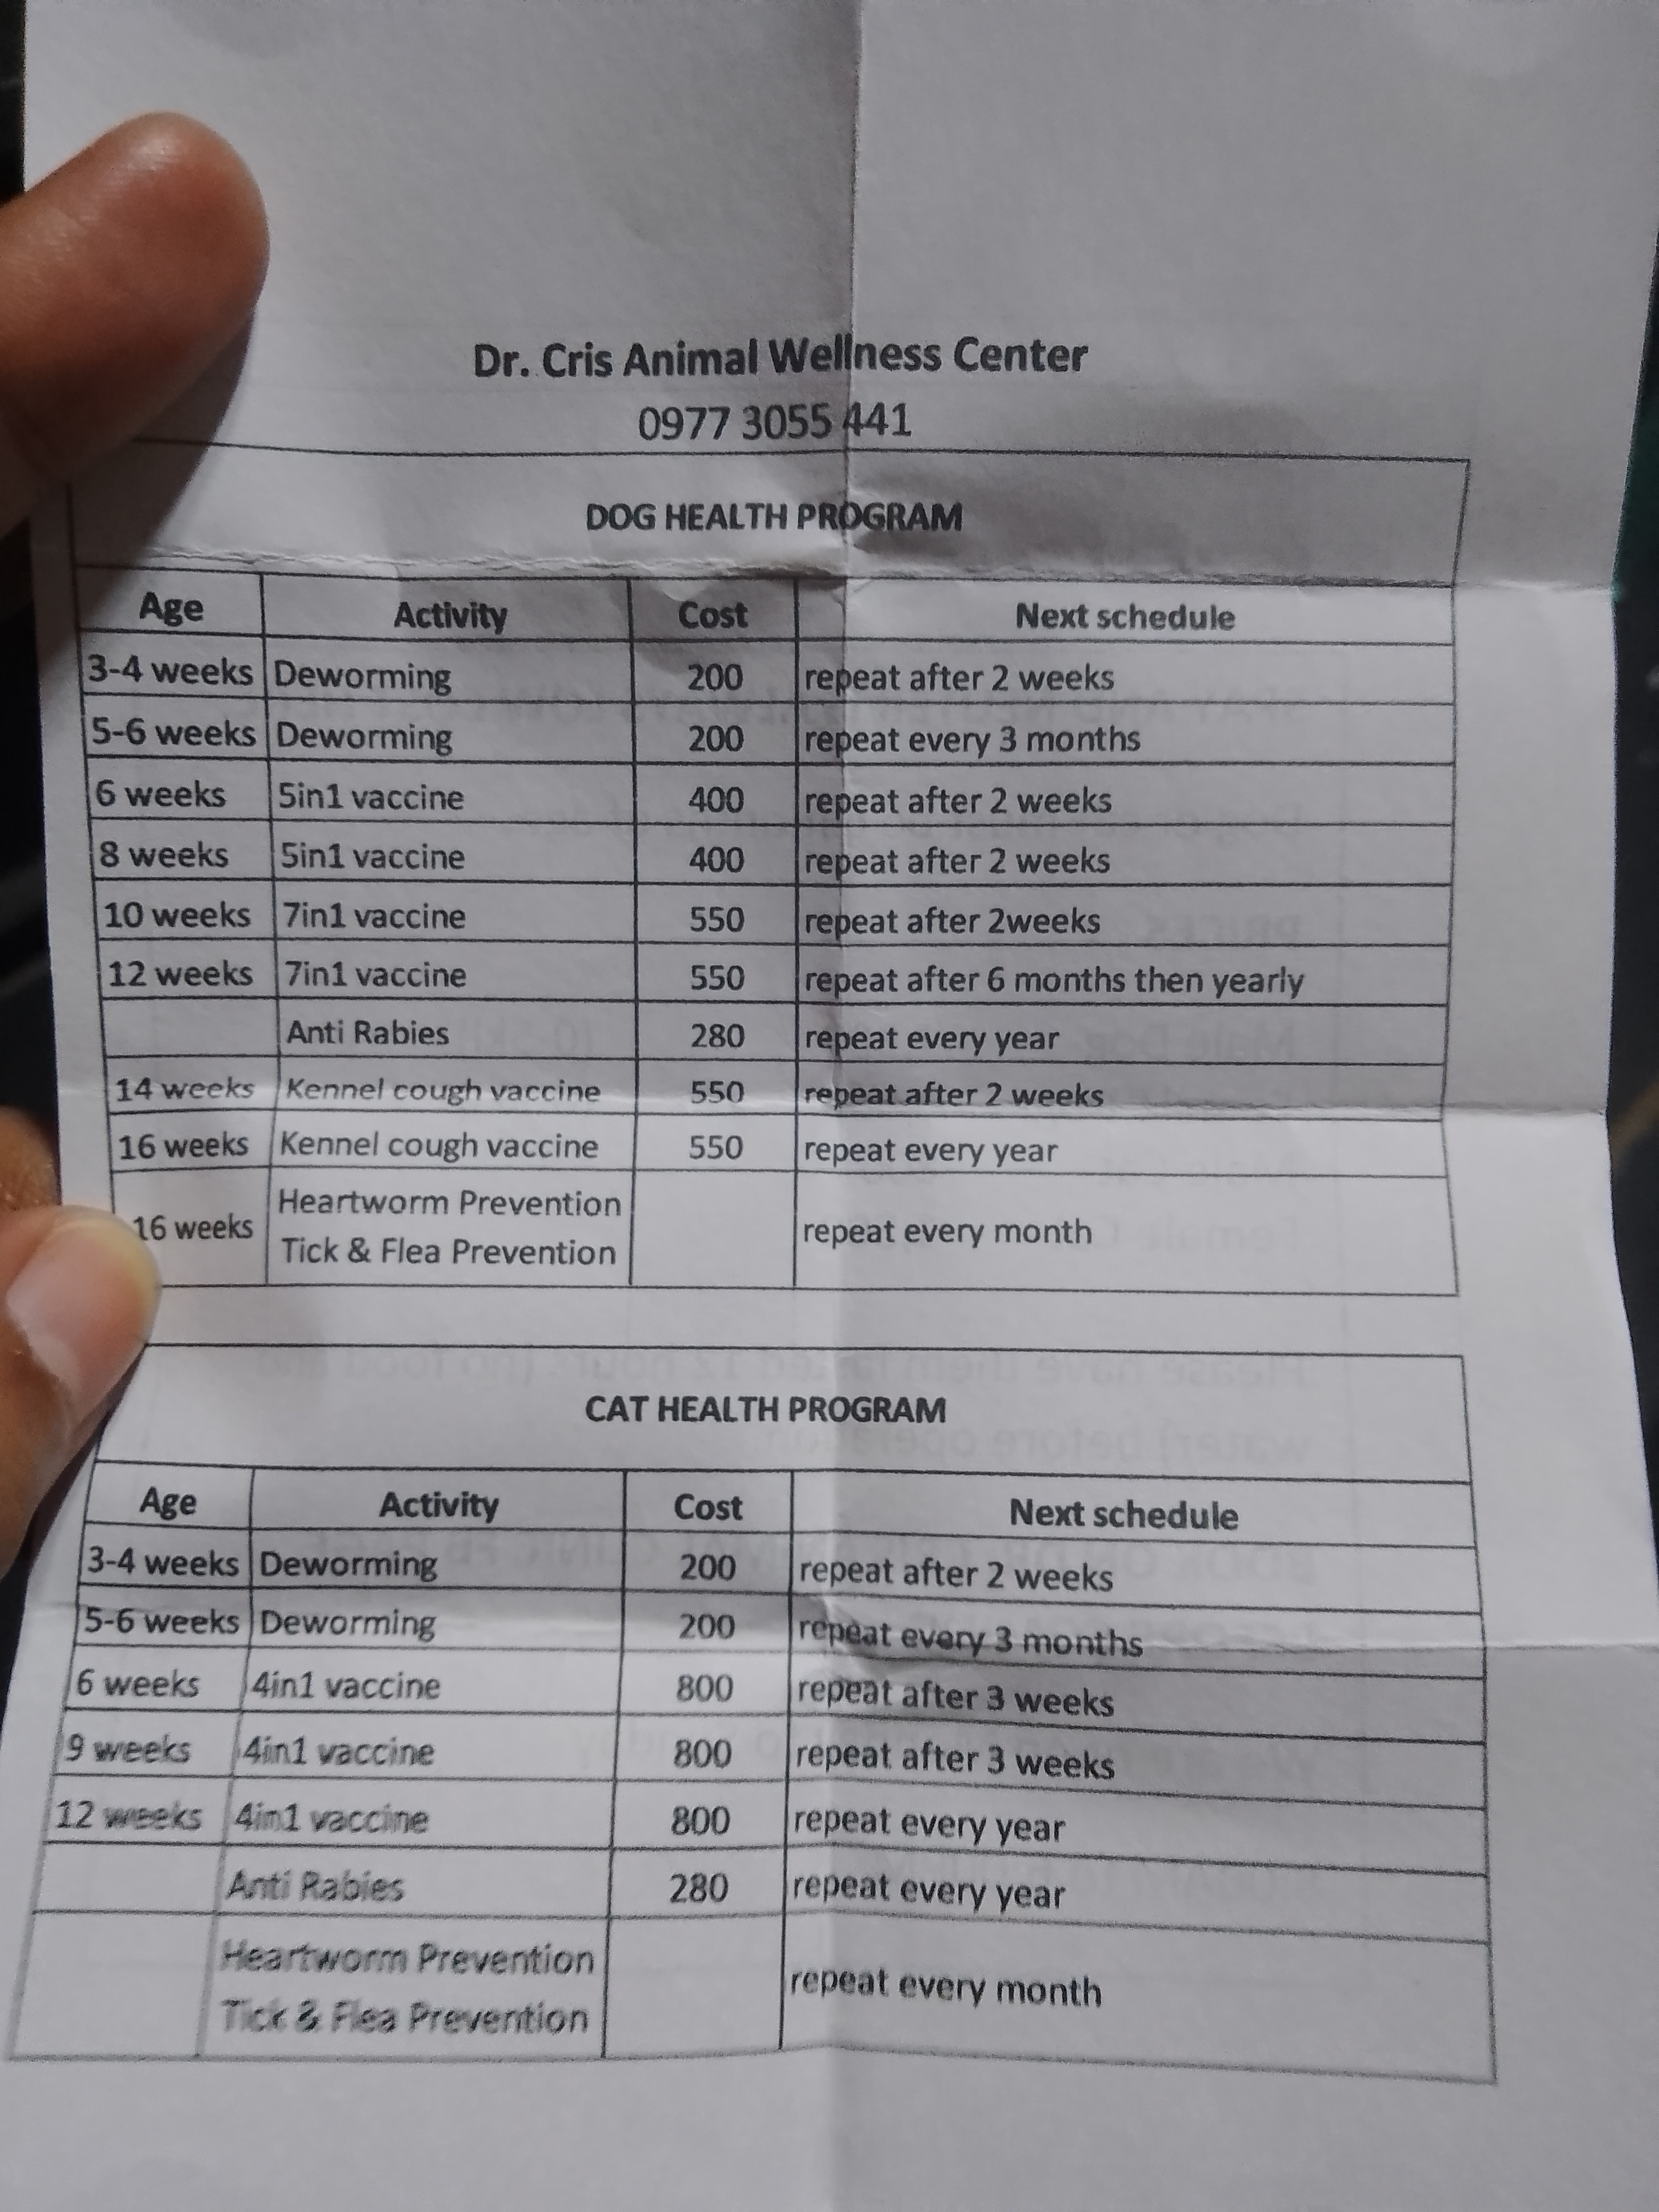 Dr. Cris Animal Wellness Center
0977 3055 441
DOG HEALTH PROGRAM
Age Activity Cost Next schedule
3-4 weeks Deworming 200 repeat after 2 weeks
5-6 weeks Deworming 200 repeat every 3 months
6 weeks 5in1 vaccine 400 repeat after 2 weeks
8 weeks 5in1 vaccine 400 repeat after 2 weeks
10 weeks 7in1 vaccine 550 repeat after 2weeks
12 weeks 7in1 vaccine 550 repeat after 6 months then yearly
Anti Rabies 280 repeat every year
14 weeks Kennel cough vaccine 550 repeat after 2 weeks
16 weeks Kennel cough vaccine 550 repeat every year
16 weeks Heartworm Prevention
Tick & Flea Prevention repeat every month
CAT HEALTH PROGRAM
Age Activity Cost Next schedule
3-4 weeks Deworming 200 repeat after 2 weeks
5-6 weeks Deworming 200 repeat every 3 months
6 weeks 4in1 vaccine 800 repeat after 3 weeks
9 weeks 4in1 vaccine 800 repeat after 3 weeks
12 weeks 4in1 vaccine 800 repeat every year
Anti Rabies 280 repeat every year
Heartworm Prevention
Tick & Flea Prevention repeat every month